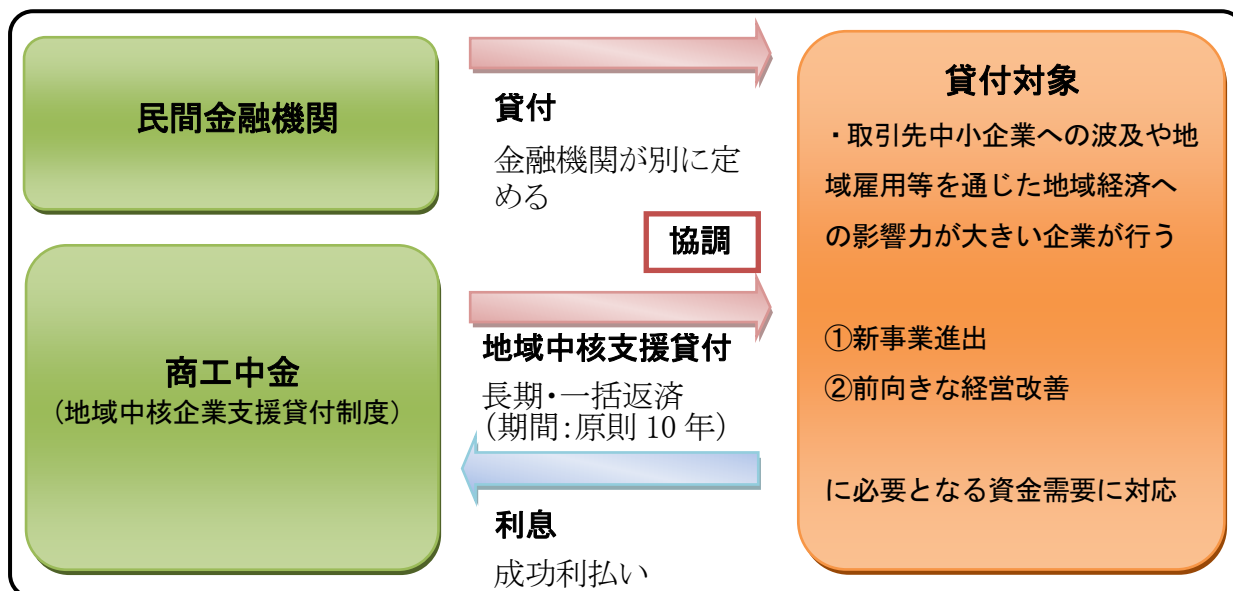 民間金融機関
貸付
金融機関が別に定
める
協調
商工中金
（地域中核企業支援貸付制度）
地域中核支援貸付
長期・一括返済
（期間：原則 10 年）
利息
成功利払い
貸付対象
・取引先中小企業への波及や地
域雇用等を通じた地域経済へ
の影響力が大きい企業が行う
①新事業進出
②前向きな経営改善
に必要となる資金需要に対応